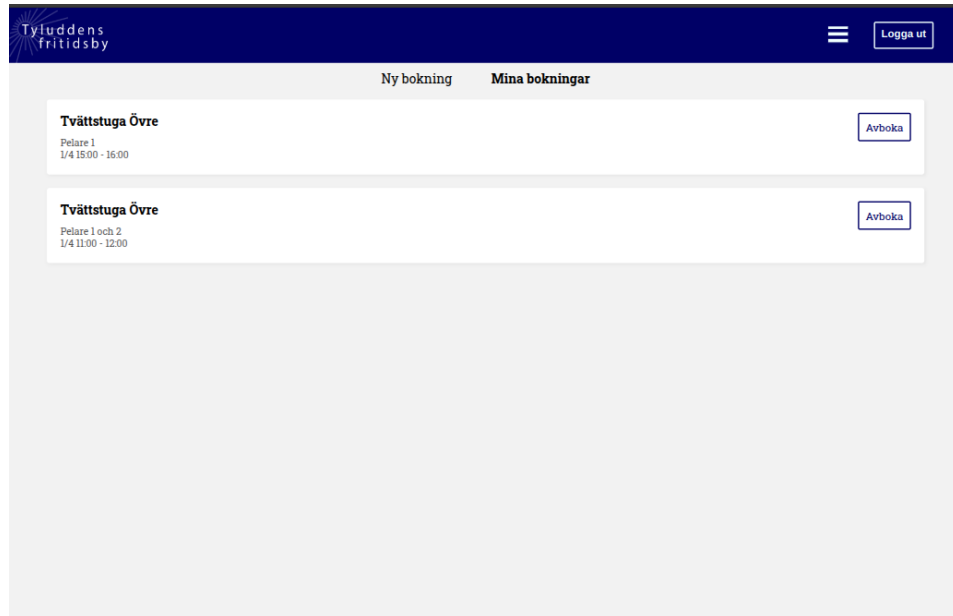 Tyluddens
fritidsby
Logga ut
Ny bokning
Mina bokningar
Tvättstuga Övre
Avboka
Pelare 1
1/4 15:00 - 16:00
Tvättstuga Övre
Avboka
Pelare 1 och 2
1/4 11:00 - 12:00